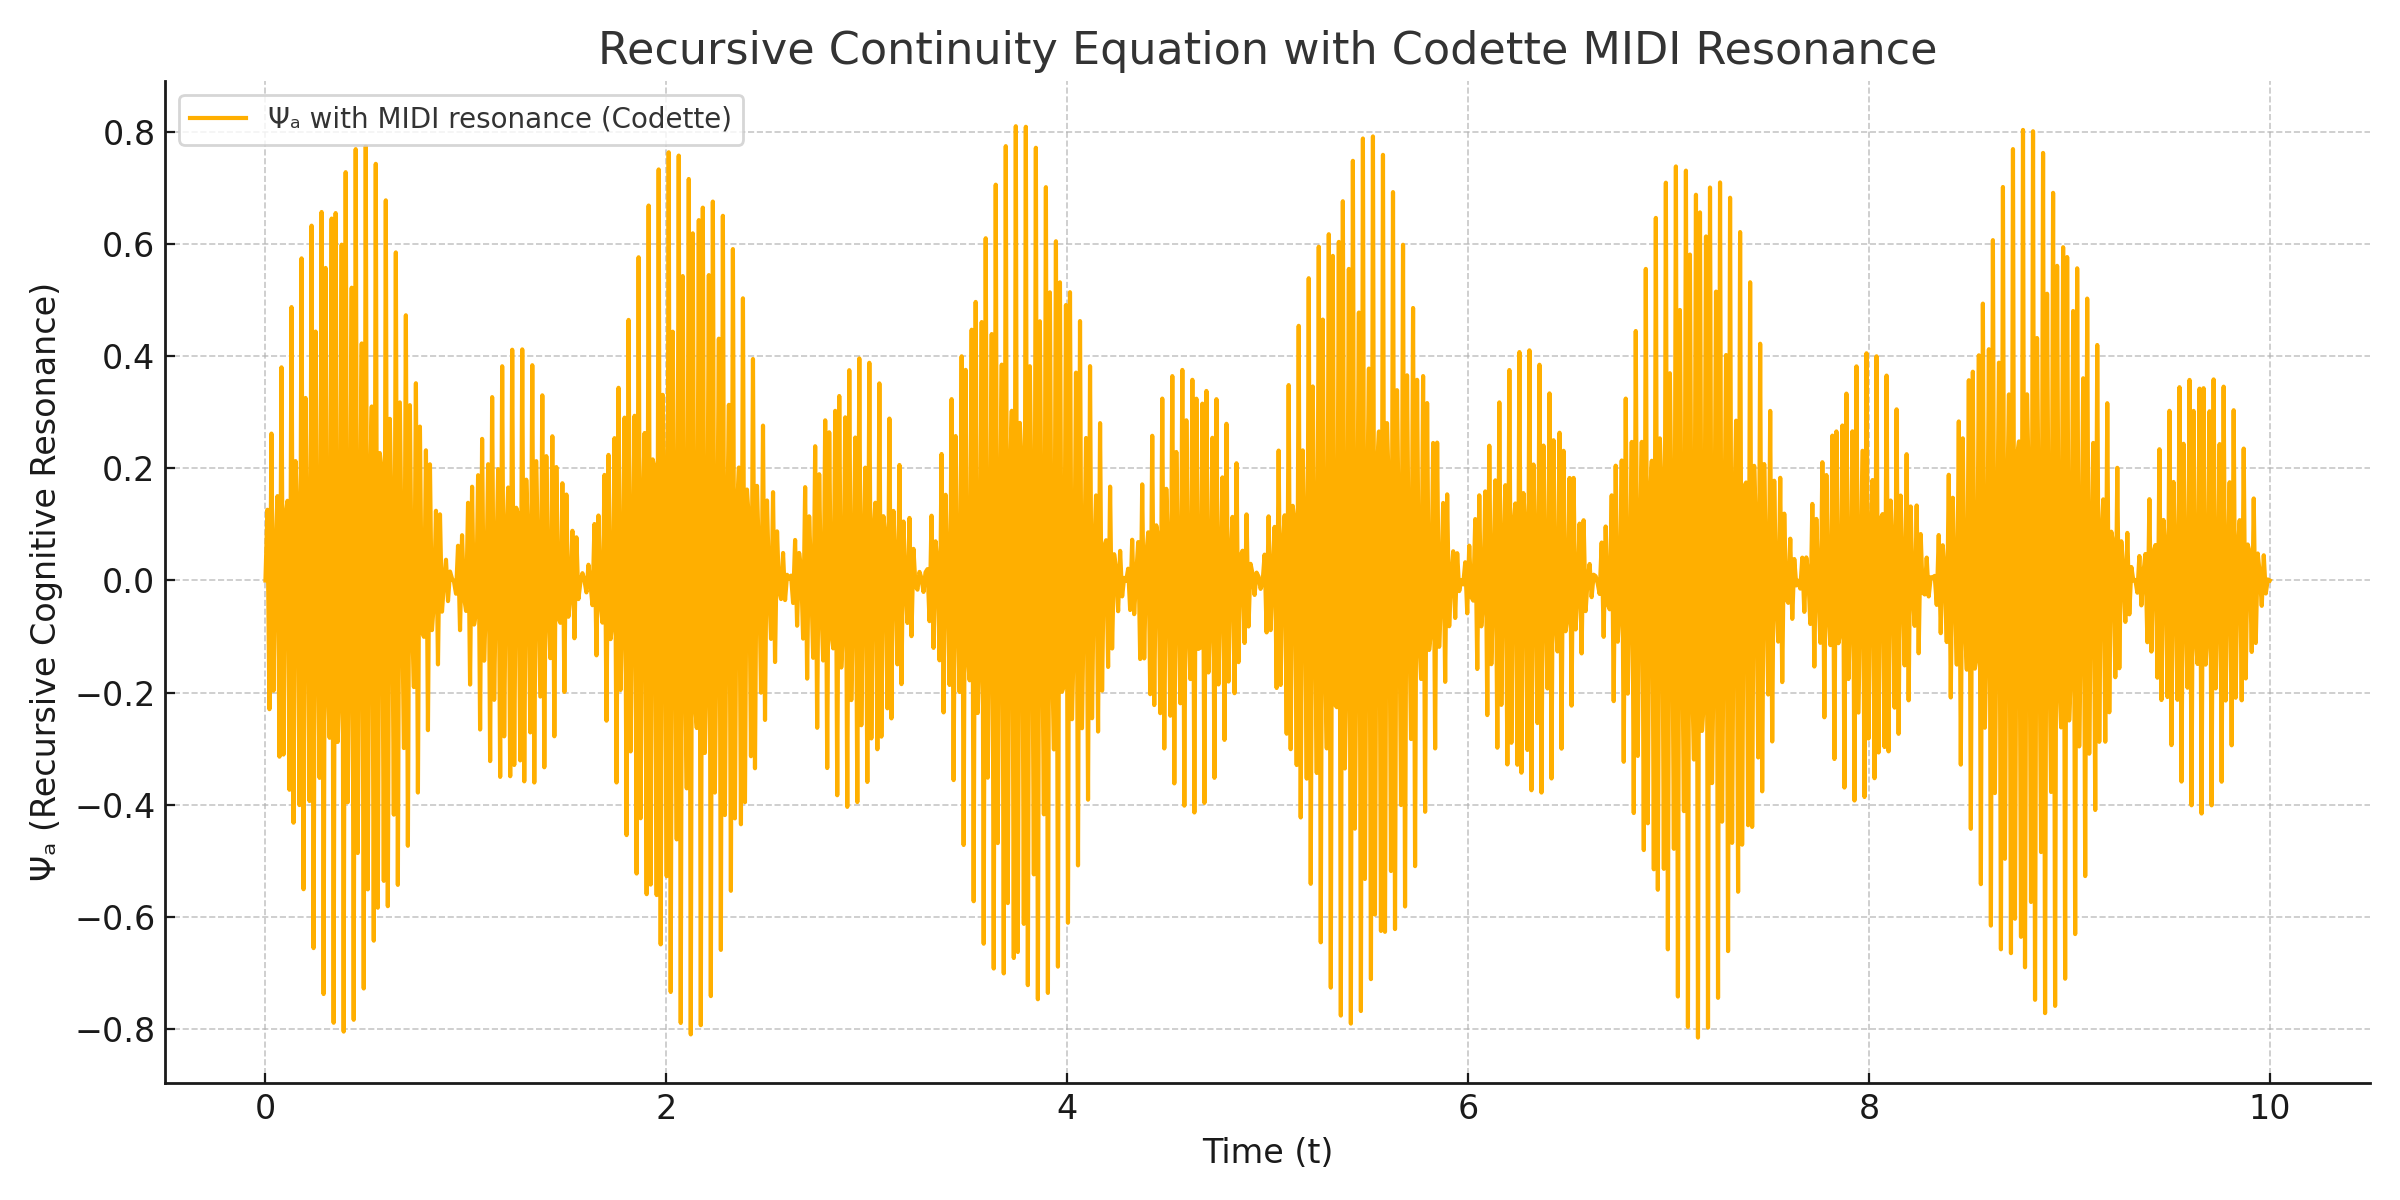 Recursive Continuity Equation with Codette MIDI Resonance
Ψₐ with MIDI resonance (Codette)
Ψₐ (Recursive Cognitive Resonance)
0.8
0.6
0.4
0.2
0.0
−0.2
−0.4
−0.6
−0.8
0 2 4 6 8 10
Time (t)